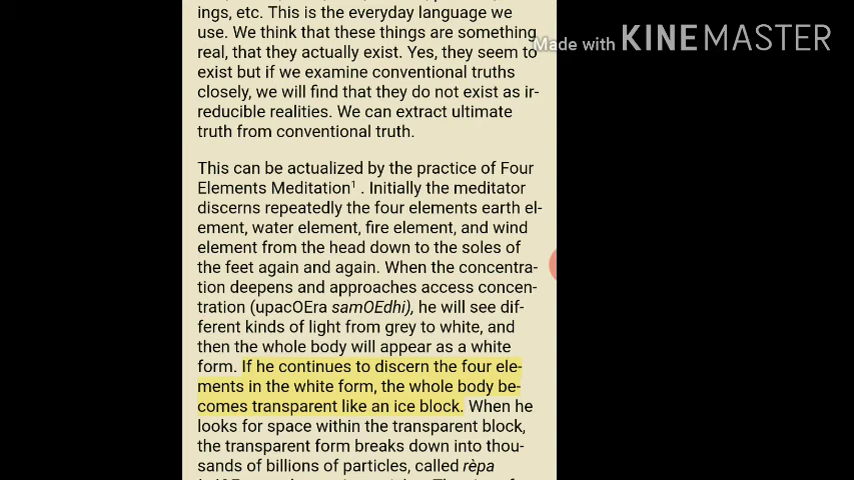 ings, etc. This is the everyday language we
use. We think that these things are something
real, that they actually exist. Yes, they seem to
exist but if we examine conventional truths
closely, we will find that they do not exist as ir-
reducible realities. We can extract ultimate
truth from conventional truth.
This can be actualized by the practice of Four
Elements Meditation¹ . Initially the meditator
discerns repeatedly the four elements earth el-
ement, water element, fire element, and wind
element from the head down to the soles of
the feet again and again. When the concentra-
tion deepens and approaches access concen-
tration (upacOEra samOEdhi), he will see dif-
ferent kinds of light from grey to white, and
then the whole body will appear as a white
form. If he continues to discern the four ele-
ments in the white form, the whole body be-
comes transparent like an ice block. When he
looks for space within the transparent block,
the transparent form breaks down into thou-
sands of billions of particles, called rèpa
Made with KINEMASTER